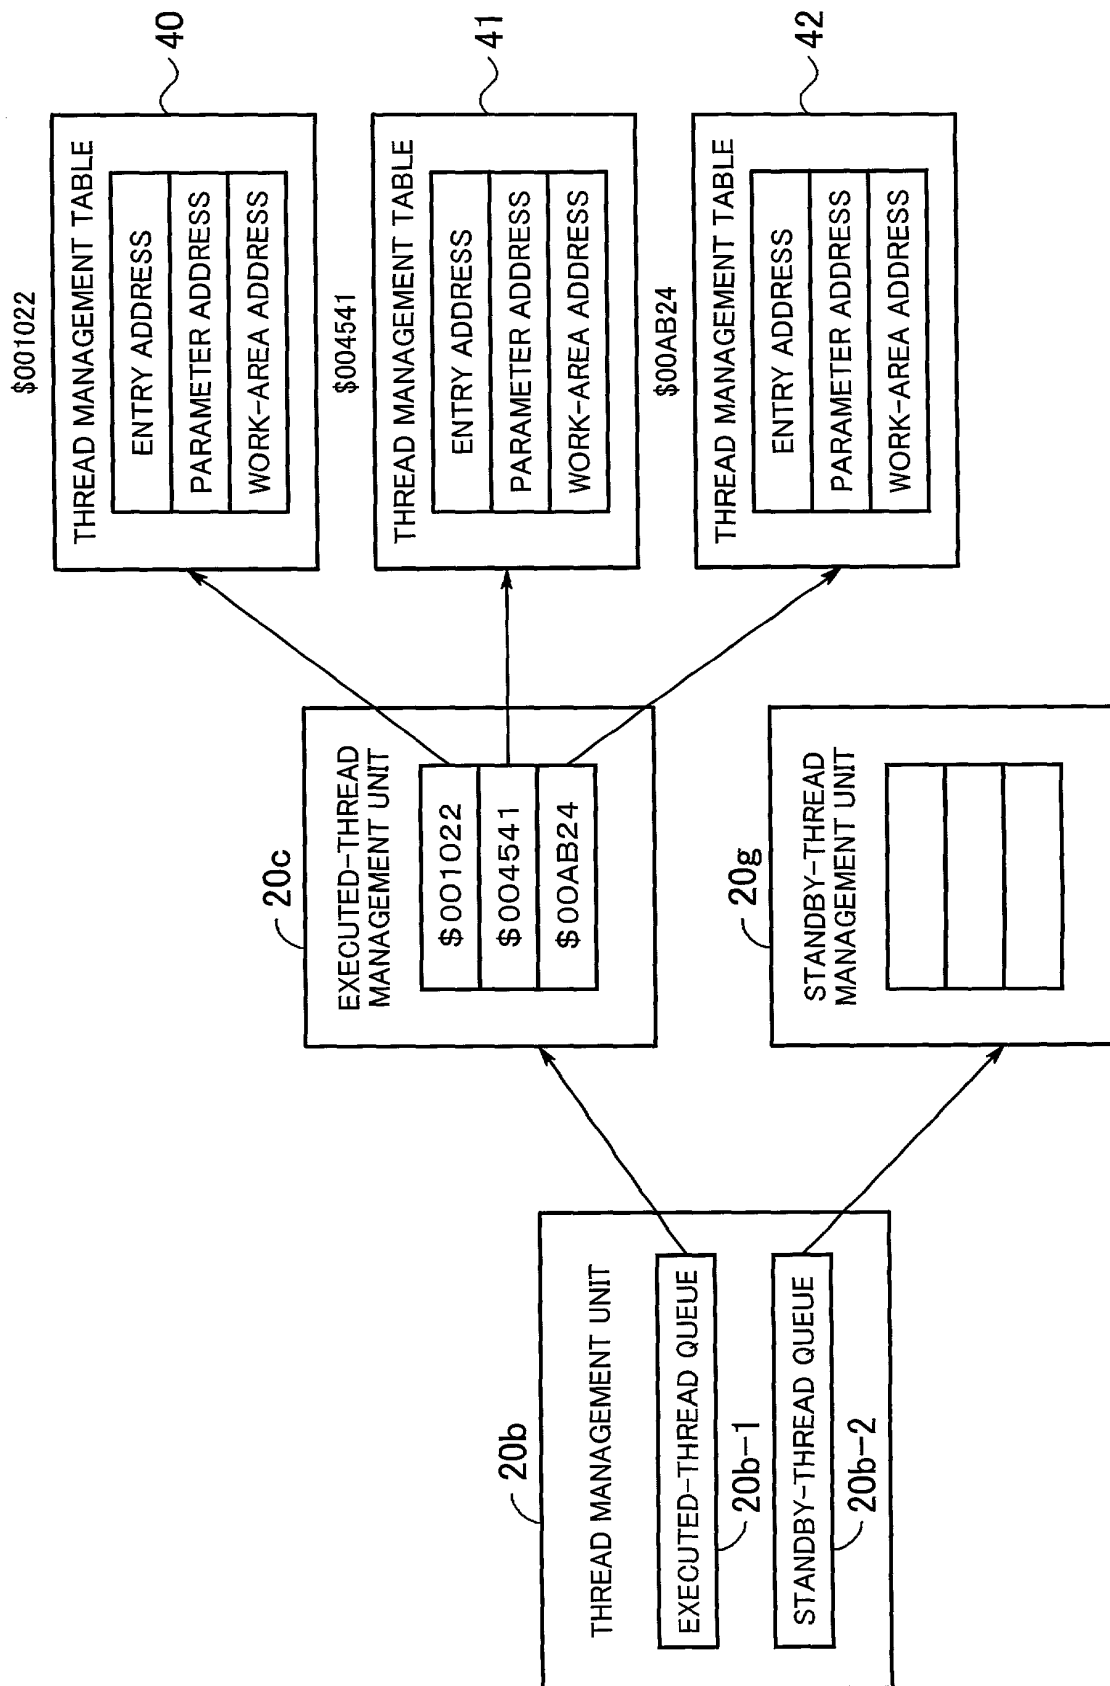 20b
THREAD MANAGEMENT UNIT
EXECUTED-THREAD QUEUE
20b-1
STANDBY-THREAD QUEUE
20b-2
20c
EXECUTED-THREAD
MANAGEMENT UNIT
$001022
$004541
$00AB24
20g
STANDBY-THREAD
MANAGEMENT UNIT
$001022
THREAD MANAGEMENT TABLE
40
ENTRY ADDRESS
PARAMETER ADDRESS
WORK-AREA ADDRESS
$004541
THREAD MANAGEMENT TABLE
41
ENTRY ADDRESS
PARAMETER ADDRESS
WORK-AREA ADDRESS
$00AB24
THREAD MANAGEMENT TABLE
42
ENTRY ADDRESS
PARAMETER ADDRESS
WORK-AREA ADDRESS